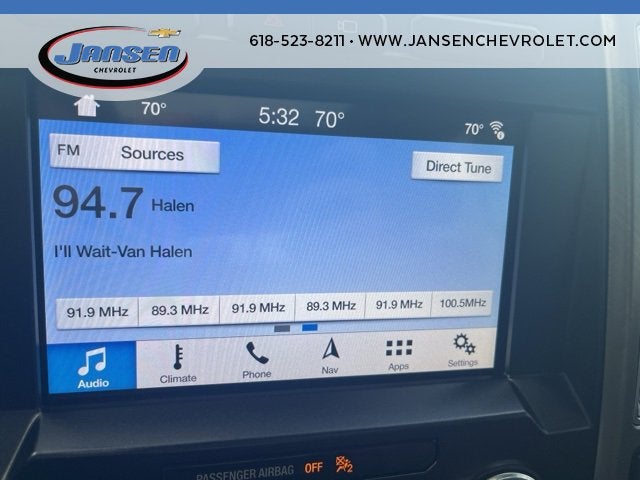 JANSEN
CHEVROLET
618-523-8211 • WWW.JANSENCHEVROLET.COM
70° 5:32 70° 70°
FM Sources
Direct Tune
94.7 Halen
I'll Wait-Van Halen
91.9 MHz 89.3 MHz 91.9 MHz 89.3 MHz 91.9 MHz 100.5MHz
Audio Climate Phone Nav Apps Settings
PASSENGER AIRBAG OFF 2